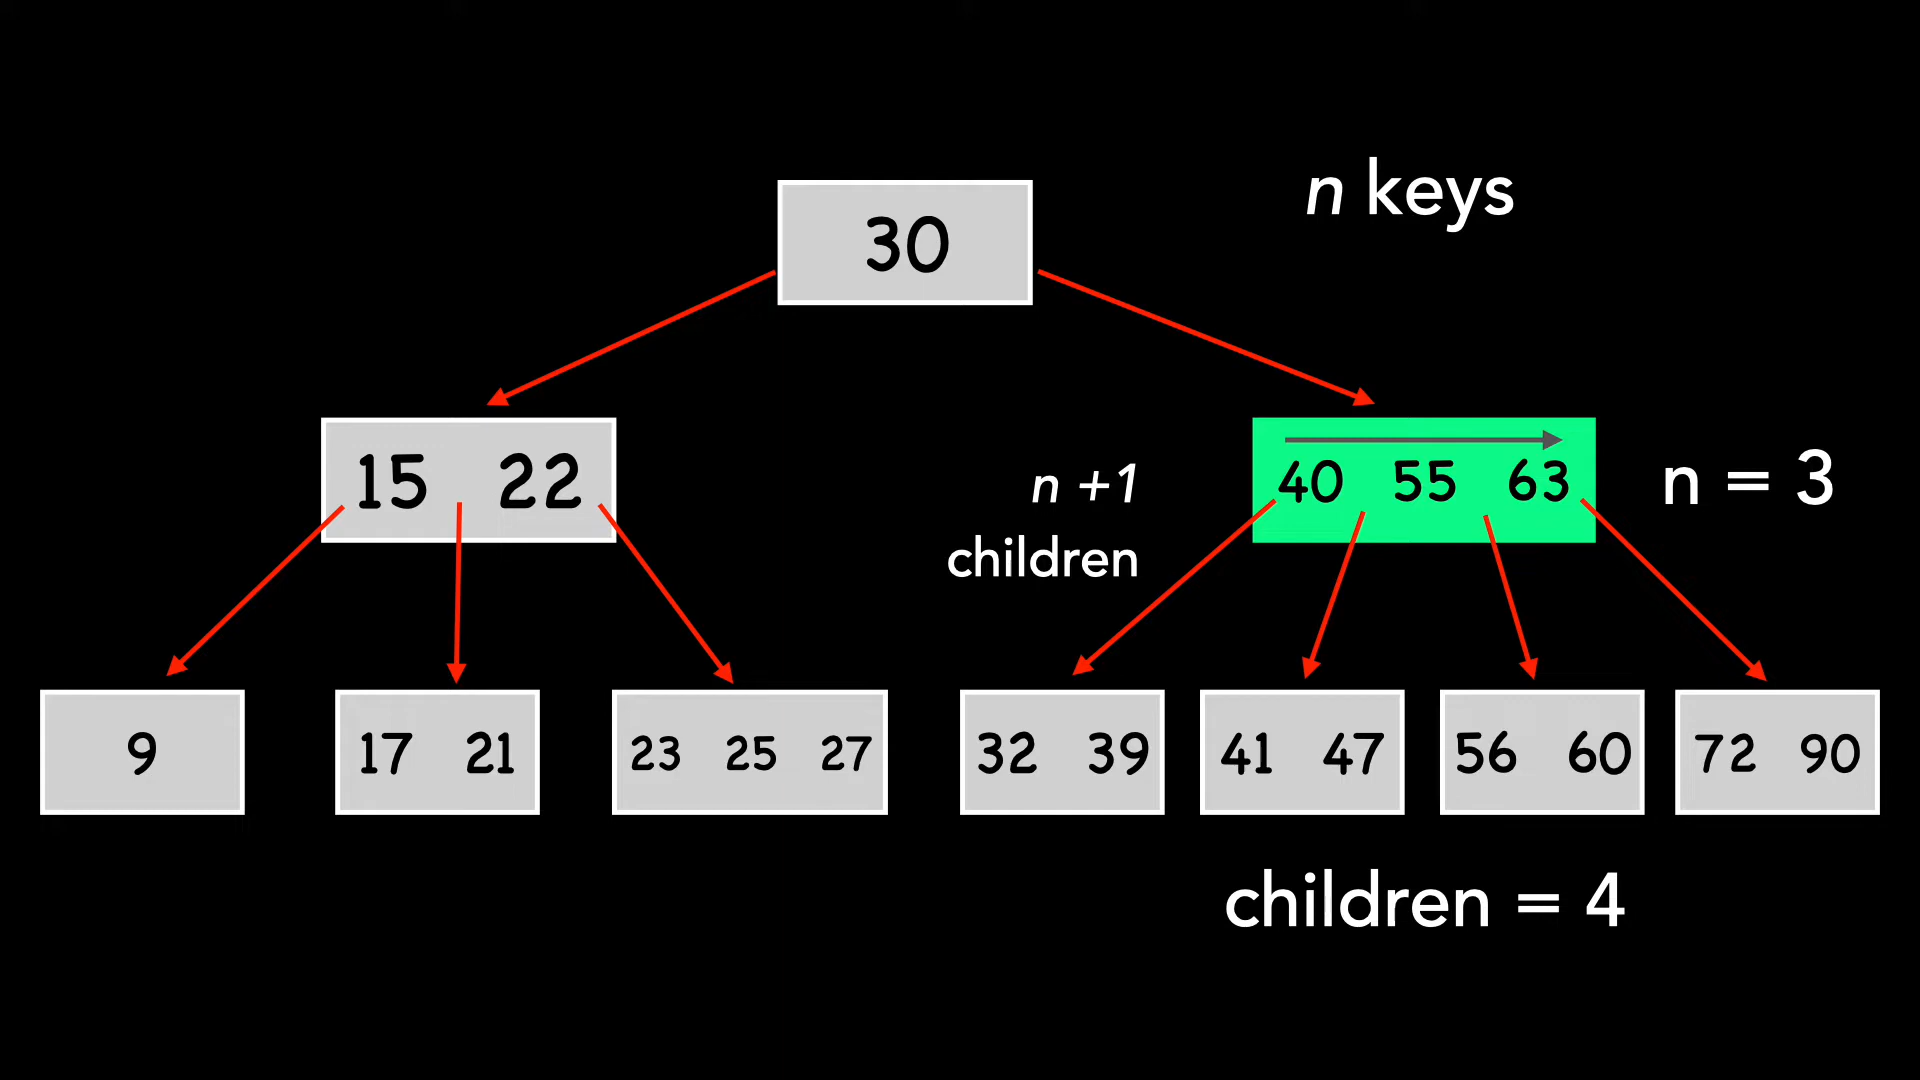 n keys
30
15 22
n +1
children
40 55 63
n = 3
9
17 21
23 25 27
32 39
41 47
56 60
72 90
children = 4